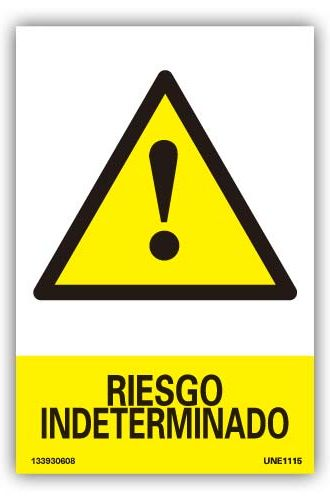 !
RIESGO
INDETERMINADO
133930608 UNE1115